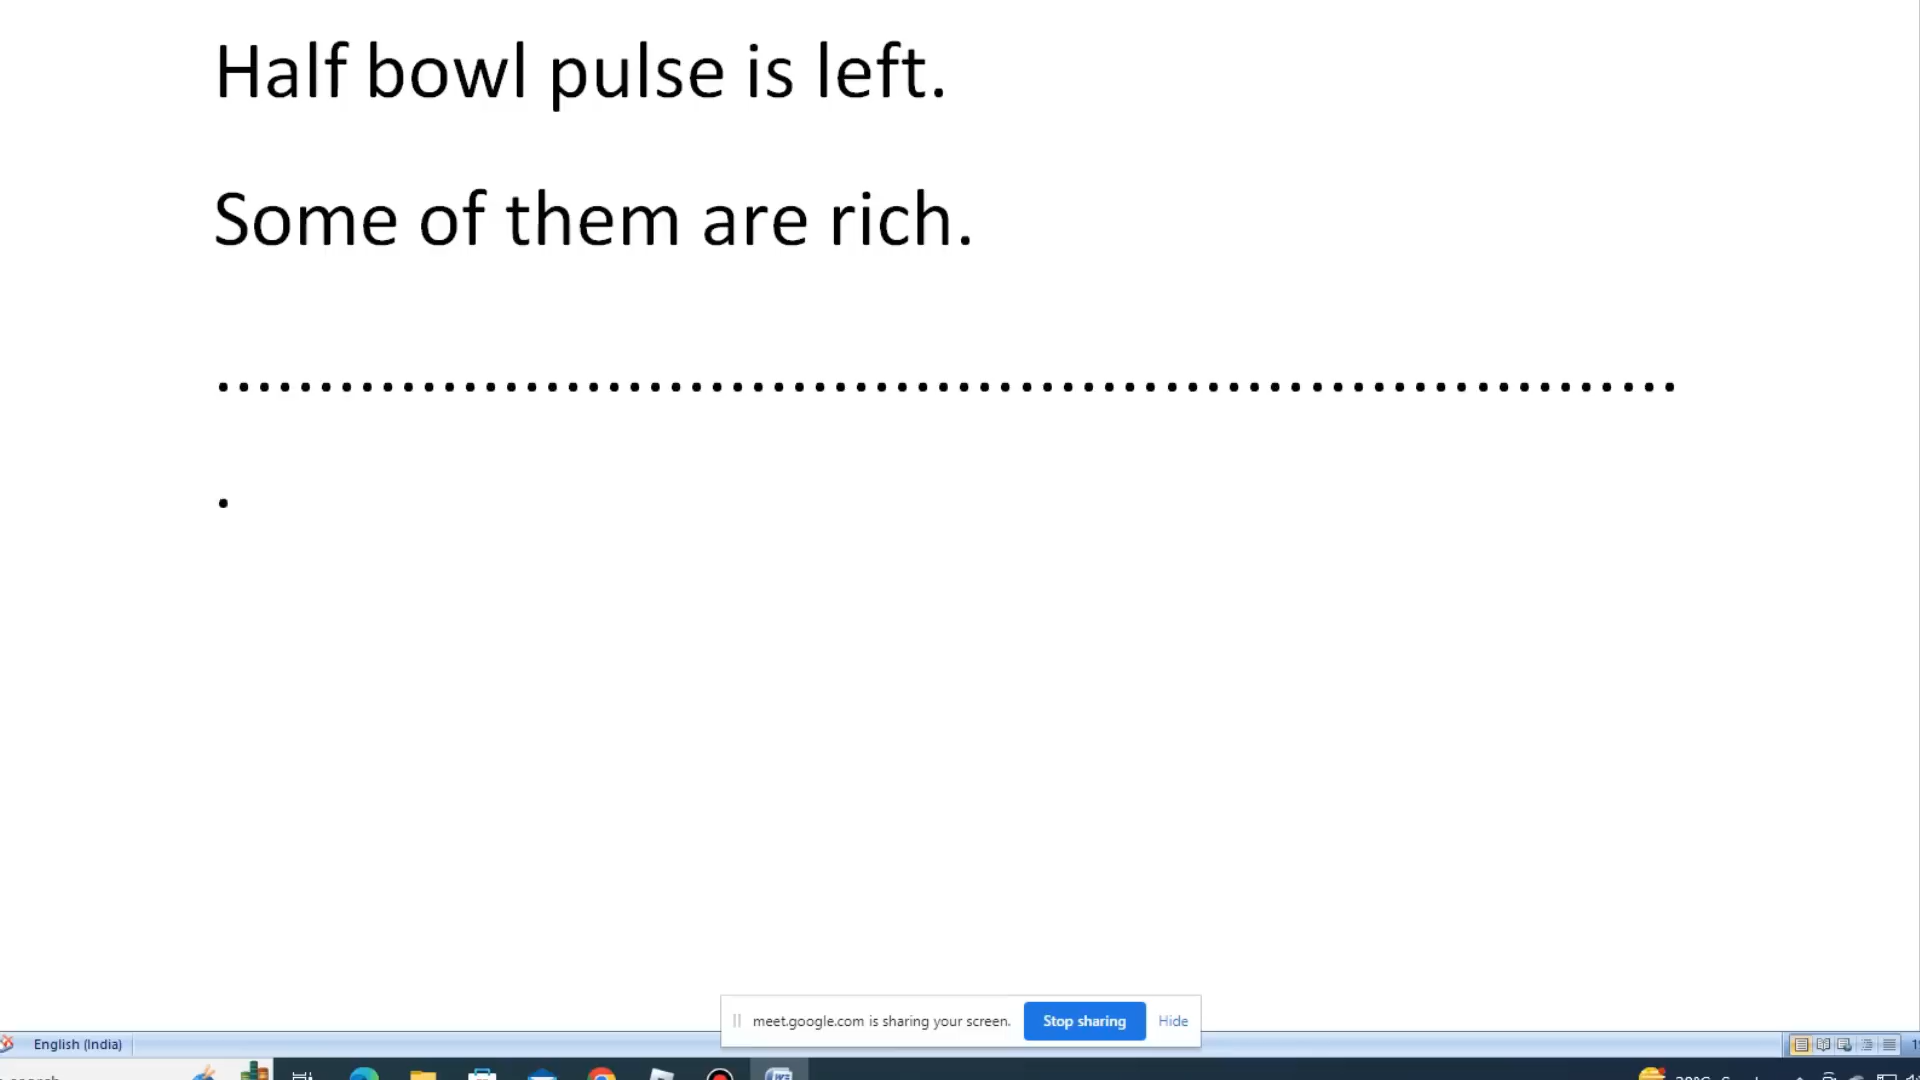 Half bowl pulse is left.
Some of them are rich.
.......................................................................
.
meet.google.com is sharing your screen. Stop sharing Hide
English (India)